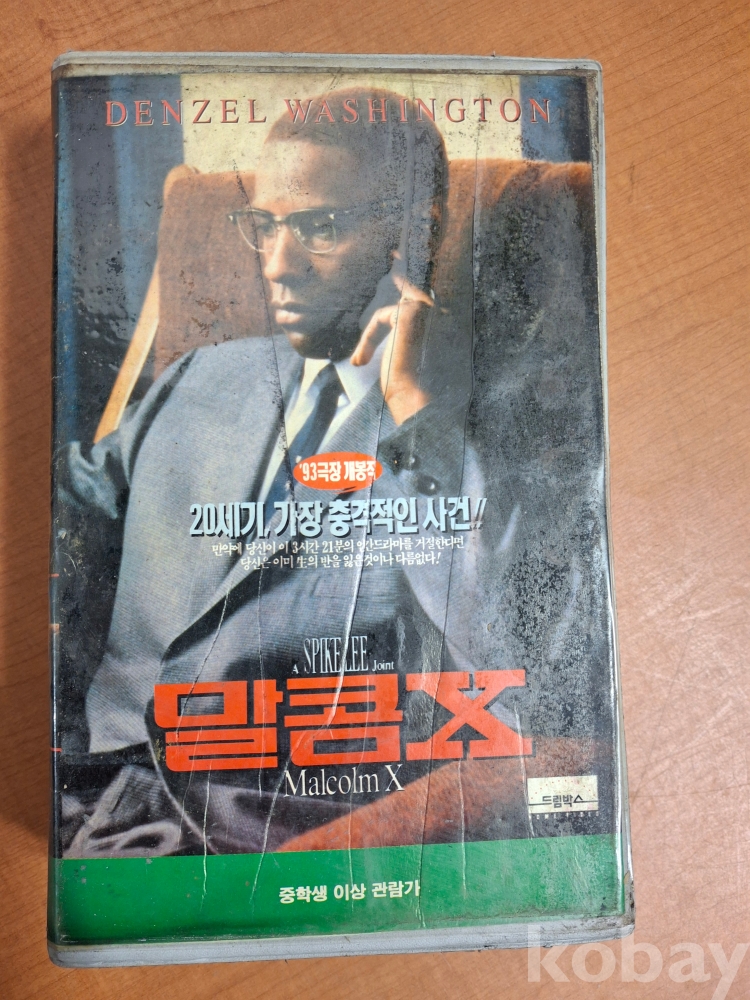 DENZEL WASHINGTON
'93극장 개봉작
20세기, 가장 충격적인 사건!!
만약에 당신이 이 3시간 21분의 인간드라마를 거절한다면
당신은 이미 生의 반을 잃은것이나 다름없다!
A SPIKE LEE Joint
말콤X
Malcolm X
드림박스
HOME VIDEO
중학생 이상 관람가
kobay